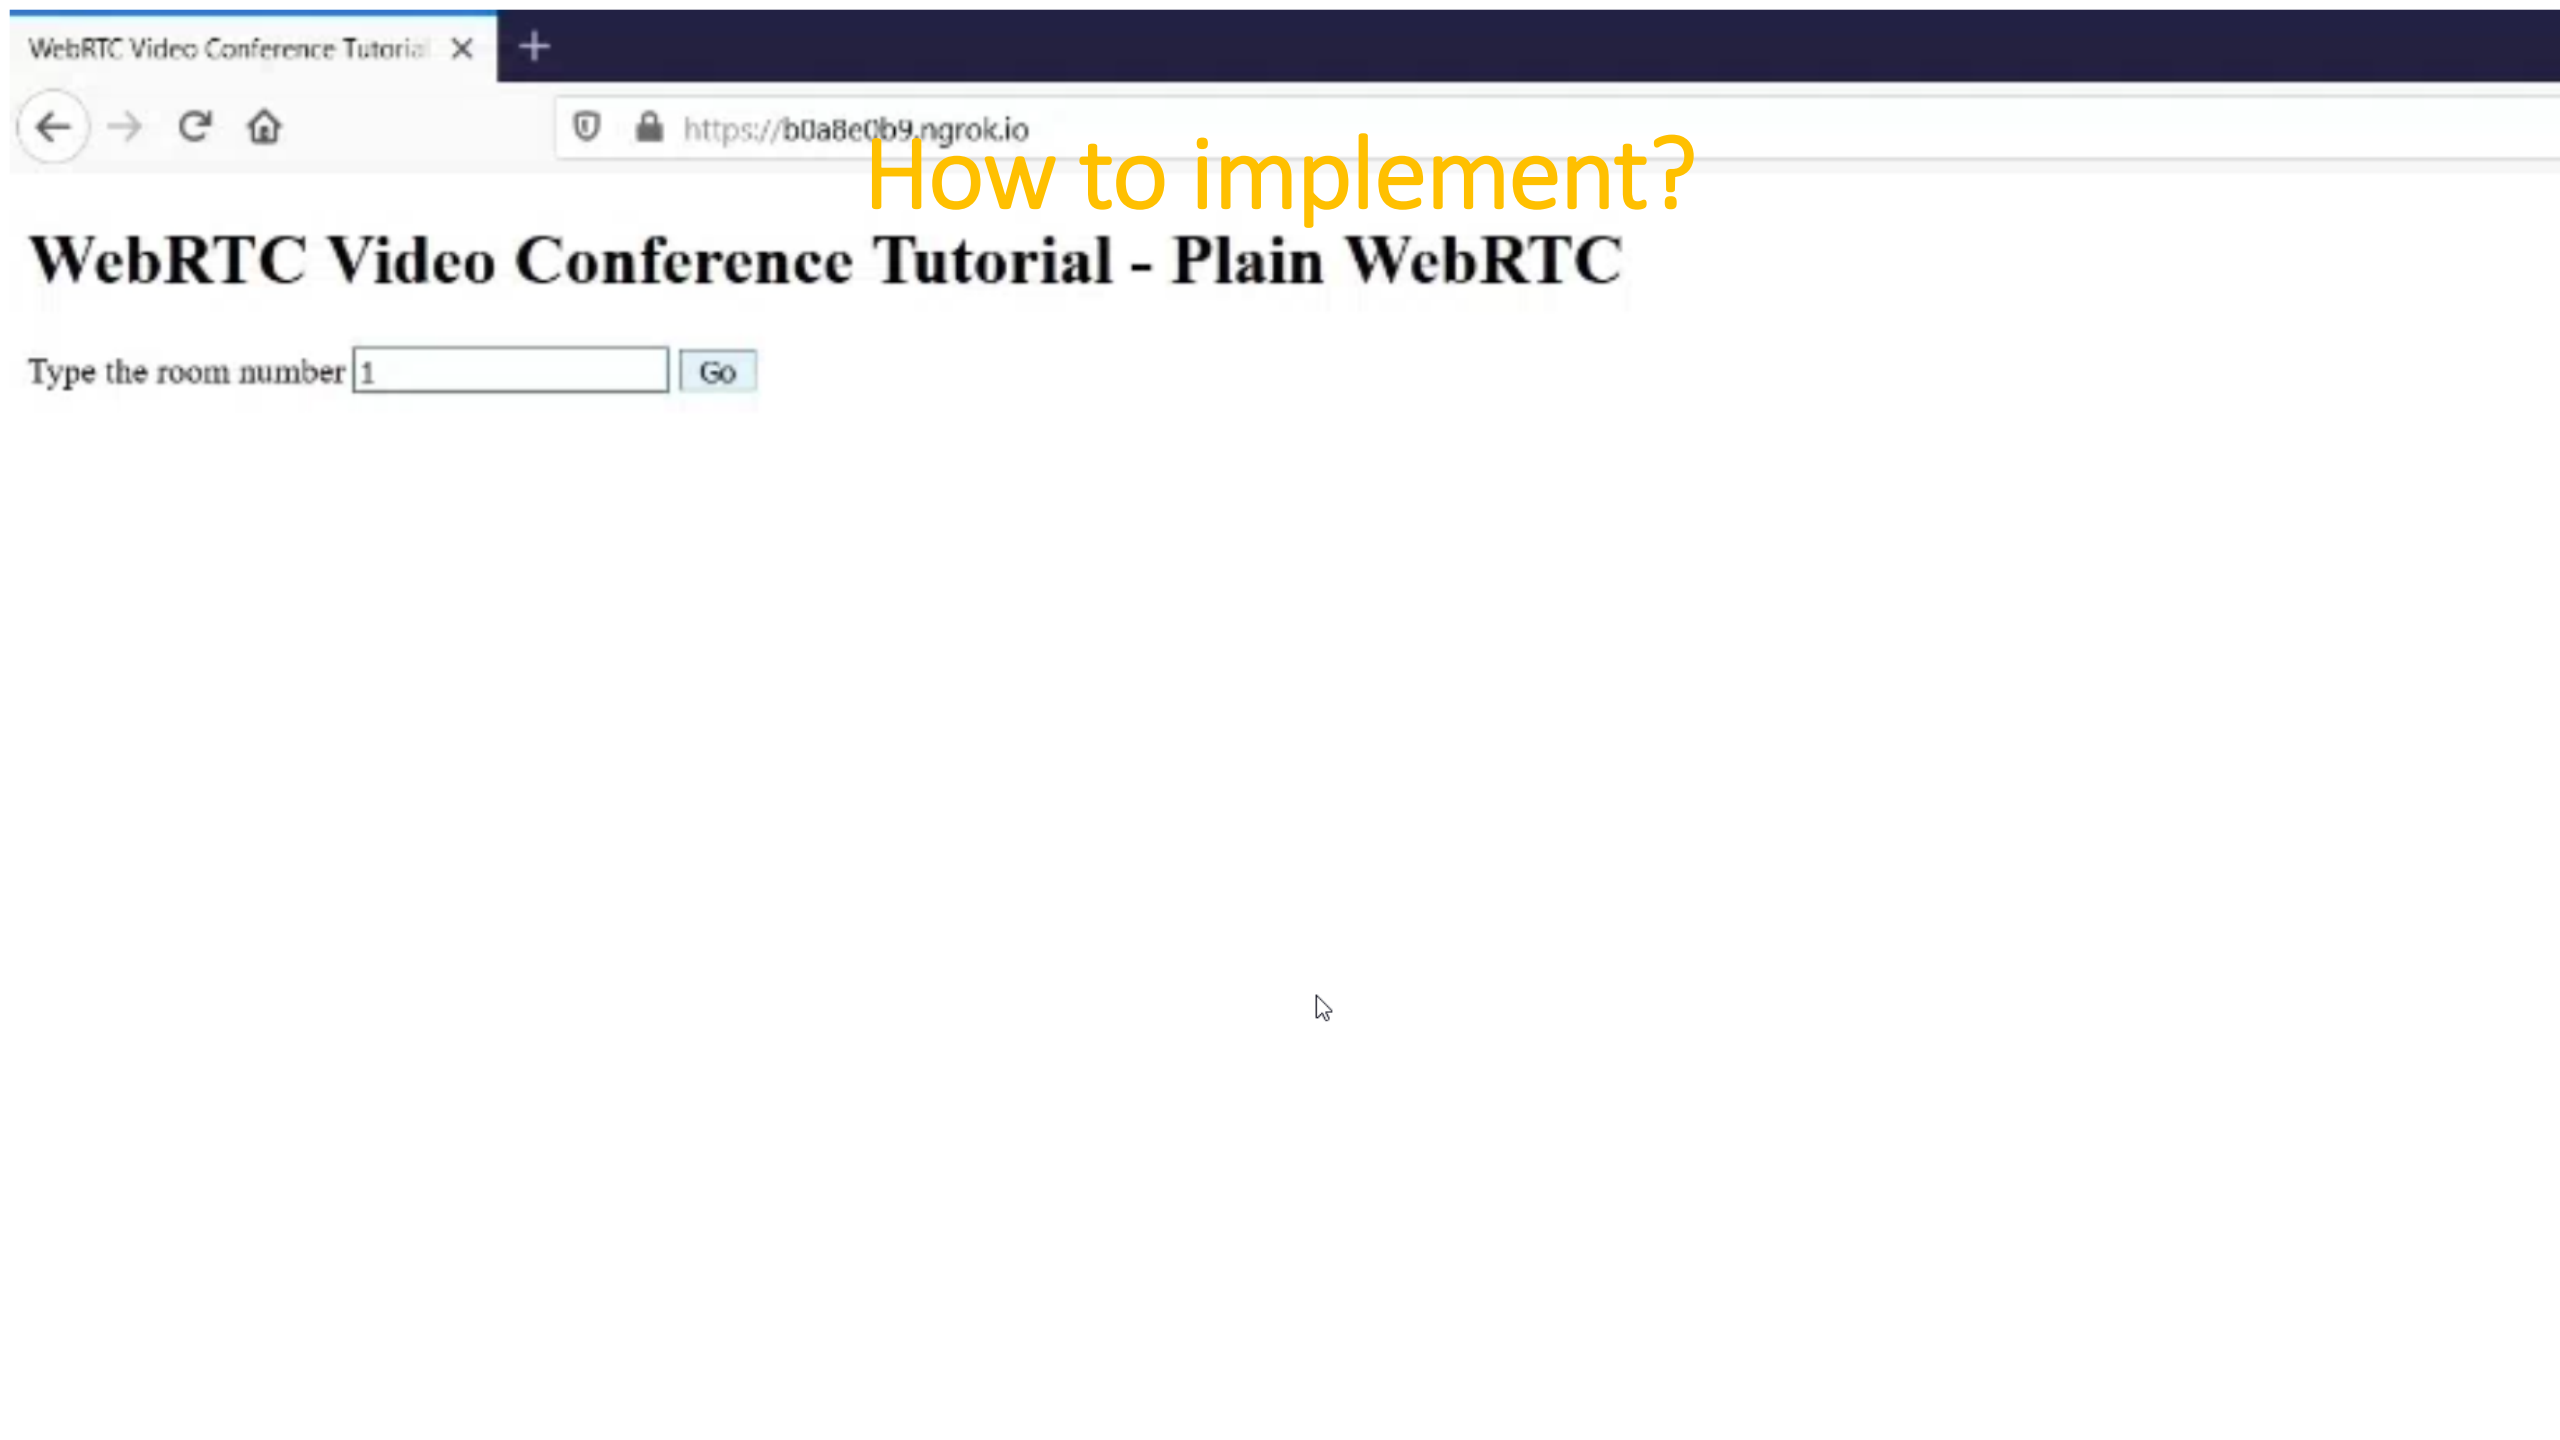 WebRTC Video Conference Tutorial
https://b0a8e0b9.ngrok.io
How to implement?
WebRTC Video Conference Tutorial - Plain WebRTC
Type the room number 1 Go